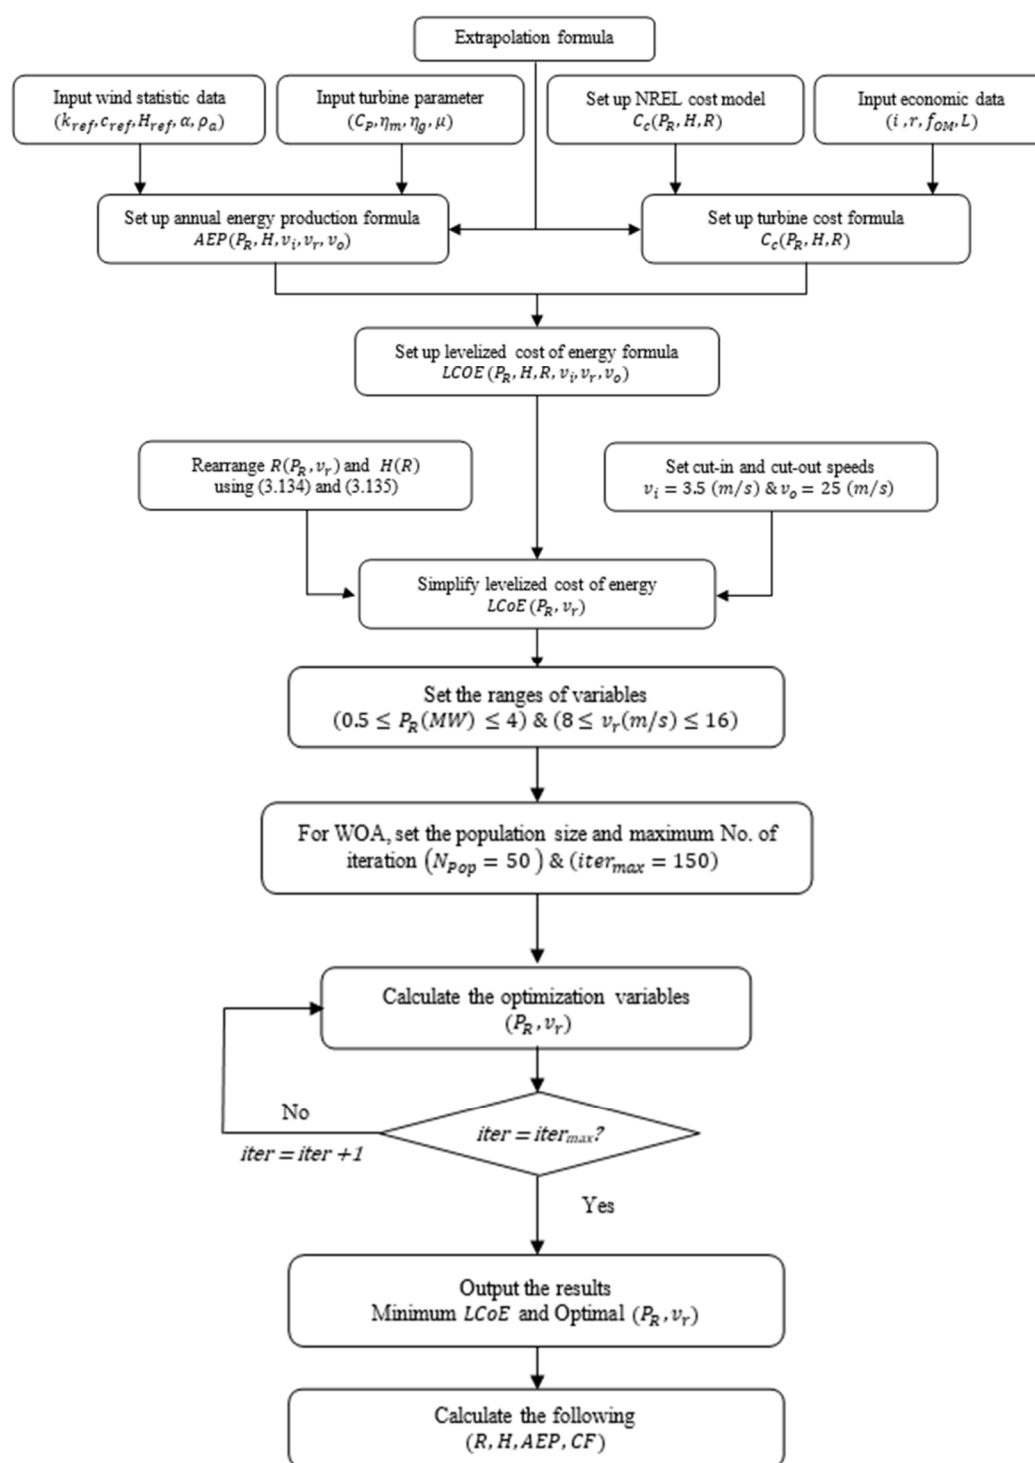 Extrapolation formula
Input wind statistic data
(k_ref, c_ref, H_ref, α, ρ_a)
Input turbine parameter
(C_P, η_m, η_g, μ)
Set up NREL cost model
C_c(P_R, H, R)
Input economic data
(i ,r, f_OM, L)
Set up annual energy production formula
AEP(P_R, H, v_i, v_r, v_o)
Set up turbine cost formula
C_c(P_R, H, R)
Set up levelized cost of energy formula
LCOE(P_R, H, R, v_i, v_r, v_o)
Rearrange R(P_R, v_r) and H(R)
using (3.134) and (3.135)
Set cut-in and cut-out speeds
v_i = 3.5 (m/s) & v_o = 25 (m/s)
Simplify levelized cost of energy
LCoE(P_R, v_r)
Set the ranges of variables
(0.5 ≤ P_R(MW) ≤ 4) & (8 ≤ v_r(m/s) ≤ 16)
For WOA, set the population size and maximum No. of
iteration (N_Pop = 50 ) & (iter_max = 150)
Calculate the optimization variables
(P_R, v_r)
No
iter = iter_max?
iter = iter +1
Yes
Output the results
Minimum LCoE and Optimal (P_R, v_r)
Calculate the following
(R, H, AEP, CF)